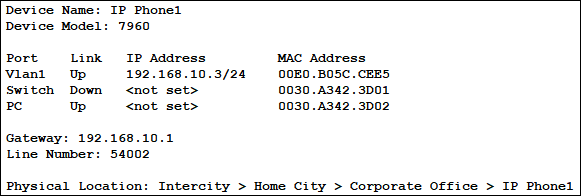 Device Name: IP Phone1
Device Model: 7960
Port Link IP Address MAC Address
Vlan1 Up 192.168.10.3/24 00E0.B05C.CEE5
Switch Down <not set> 0030.A342.3D01
PC Up <not set> 0030.A342.3D02
Gateway: 192.168.10.1
Line Number: 54002
Physical Location: Intercity > Home City > Corporate Office > IP Phone1